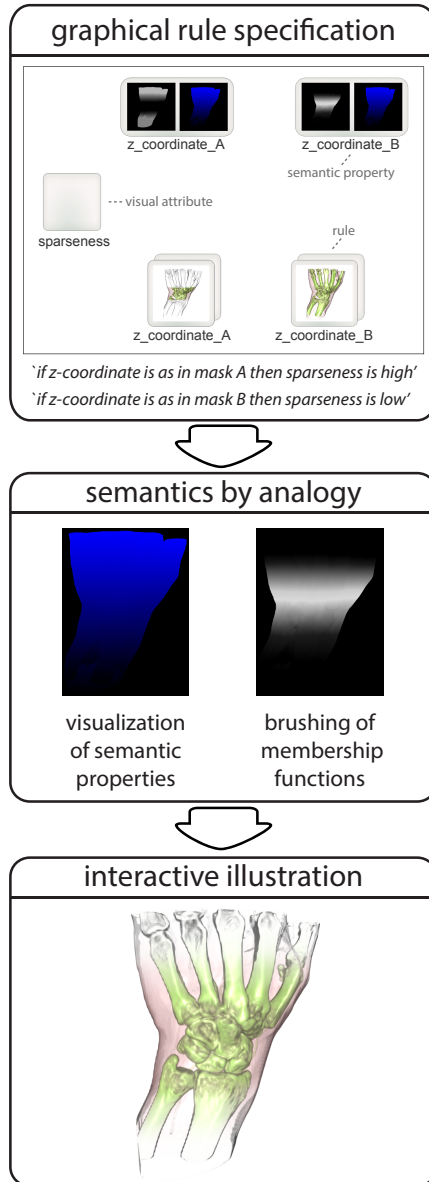 graphical rule specification
z_coordinate_A
z_coordinate_B
semantic property
visual attribute
sparseness
rule
z_coordinate_A
z_coordinate_B
`if z-coordinate is as in mask A then sparseness is high’
`if z-coordinate is as in mask B then sparseness is low’
semantics by analogy
visualization
of semantic
properties
brushing of
membership
functions
interactive illustration